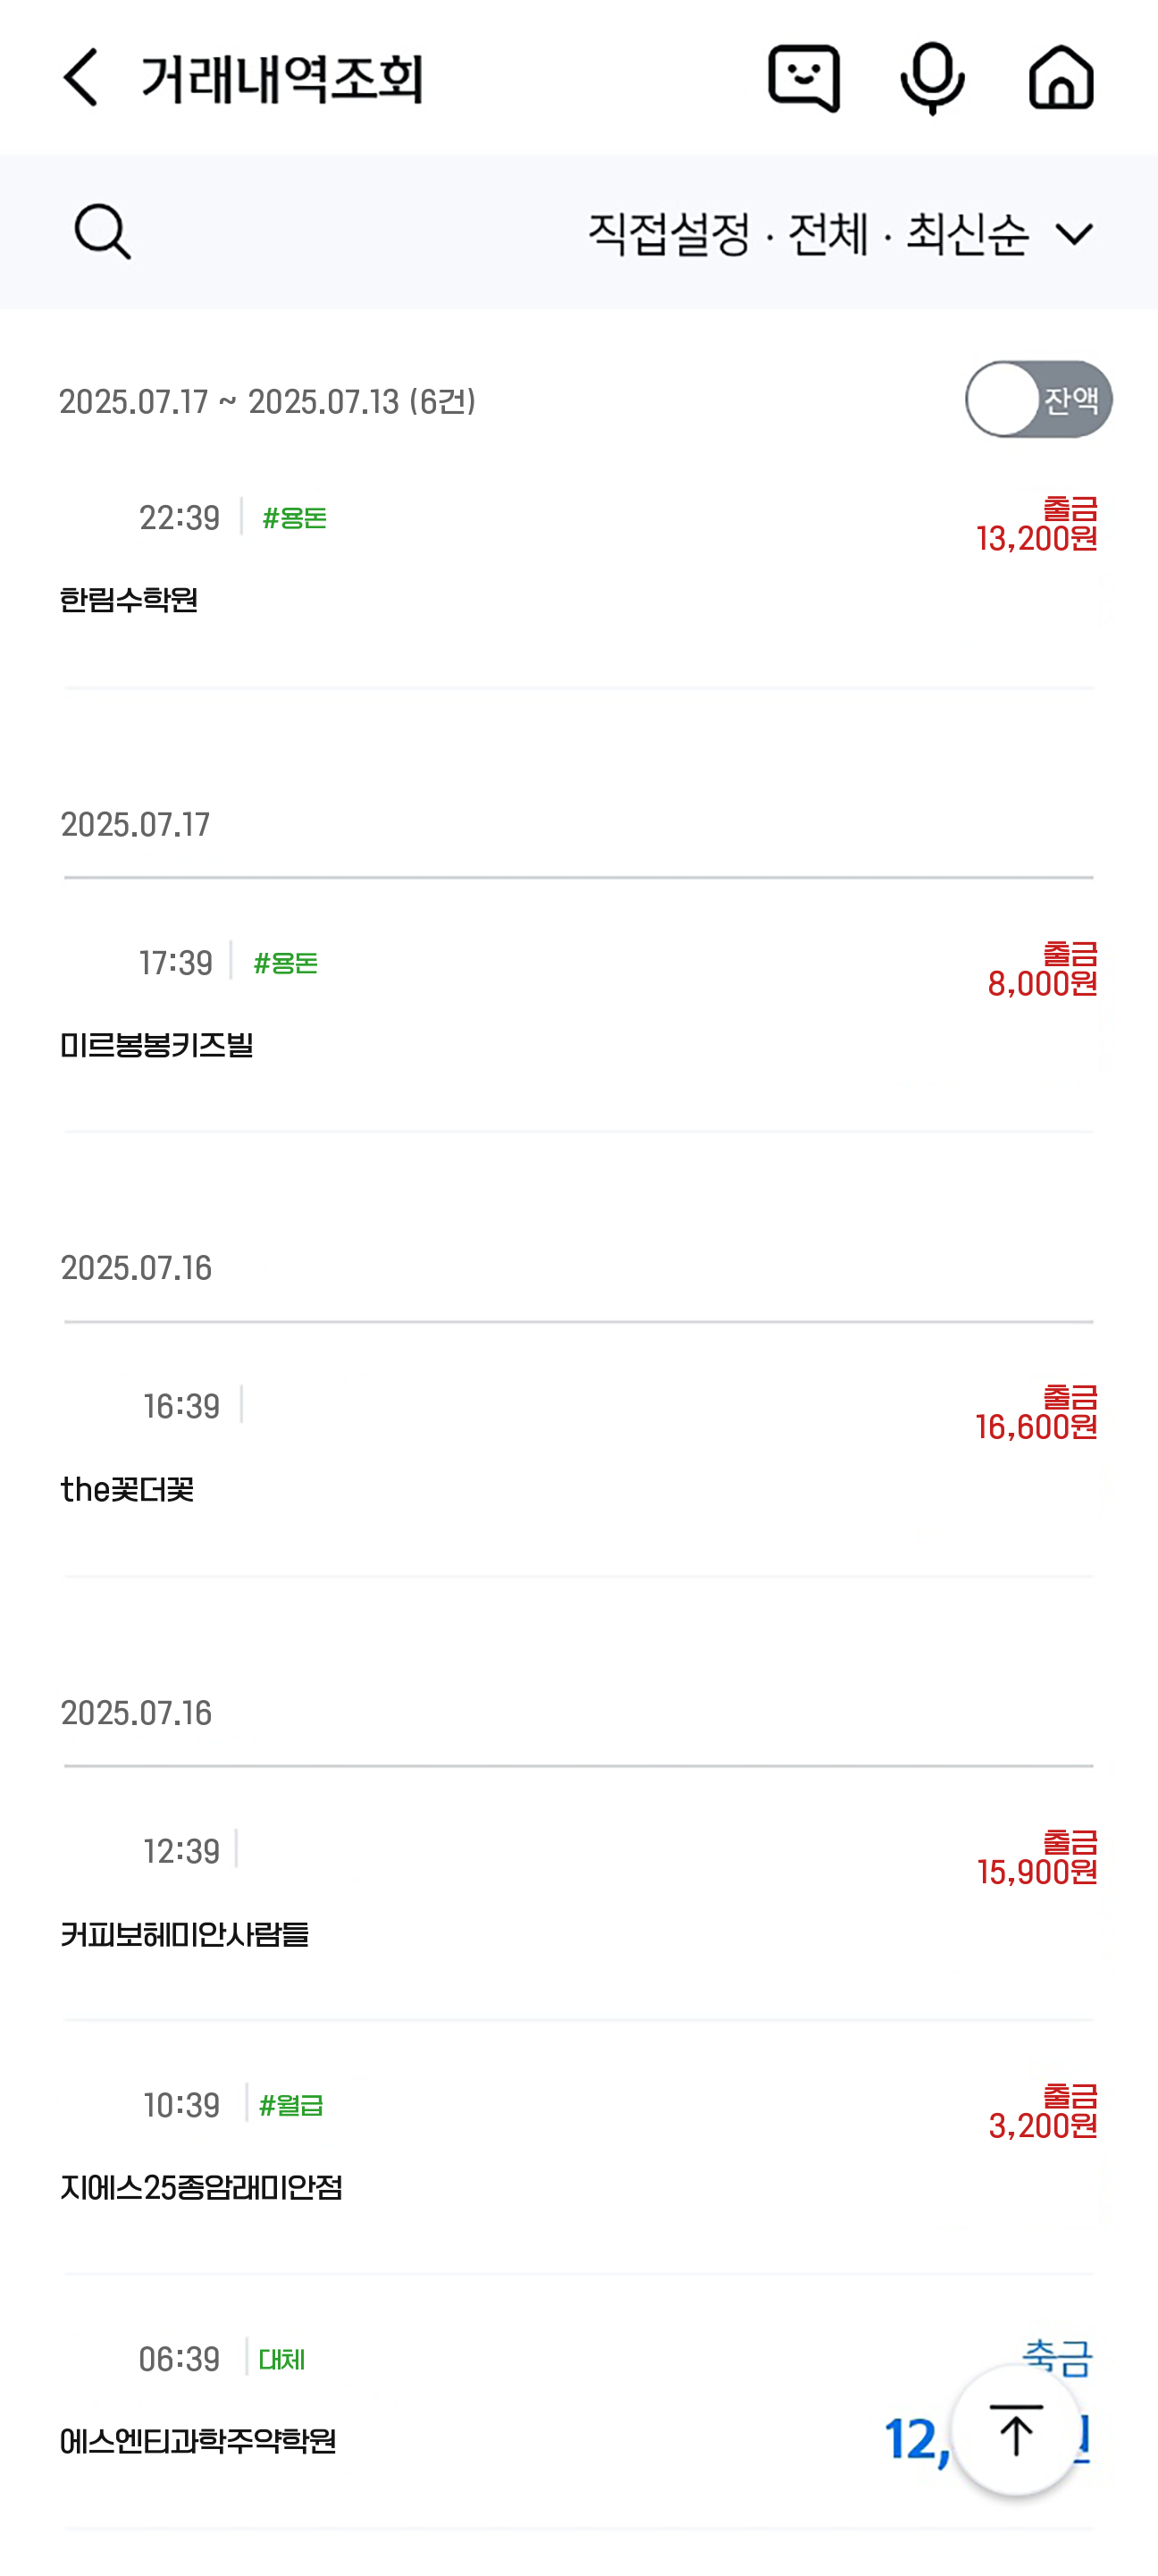 거래내역조회
직접설정 · 전체 · 최신순
2025.07.17 ~ 2025.07.13 (6건)
잔액
22:39 #용돈
출금
13,200원
한림수학원
2025.07.17
17:39 #용돈
출금
8,000원
미르봉봉키즈빌
2025.07.16
16:39
출금
16,600원
the꽃더꽃
2025.07.16
12:39
출금
15,900원
커피보헤미안사람들
10:39 #월급
출금
3,200원
지에스25종암래미안점
06:39 대체
에스엔티과학주약학원
12,